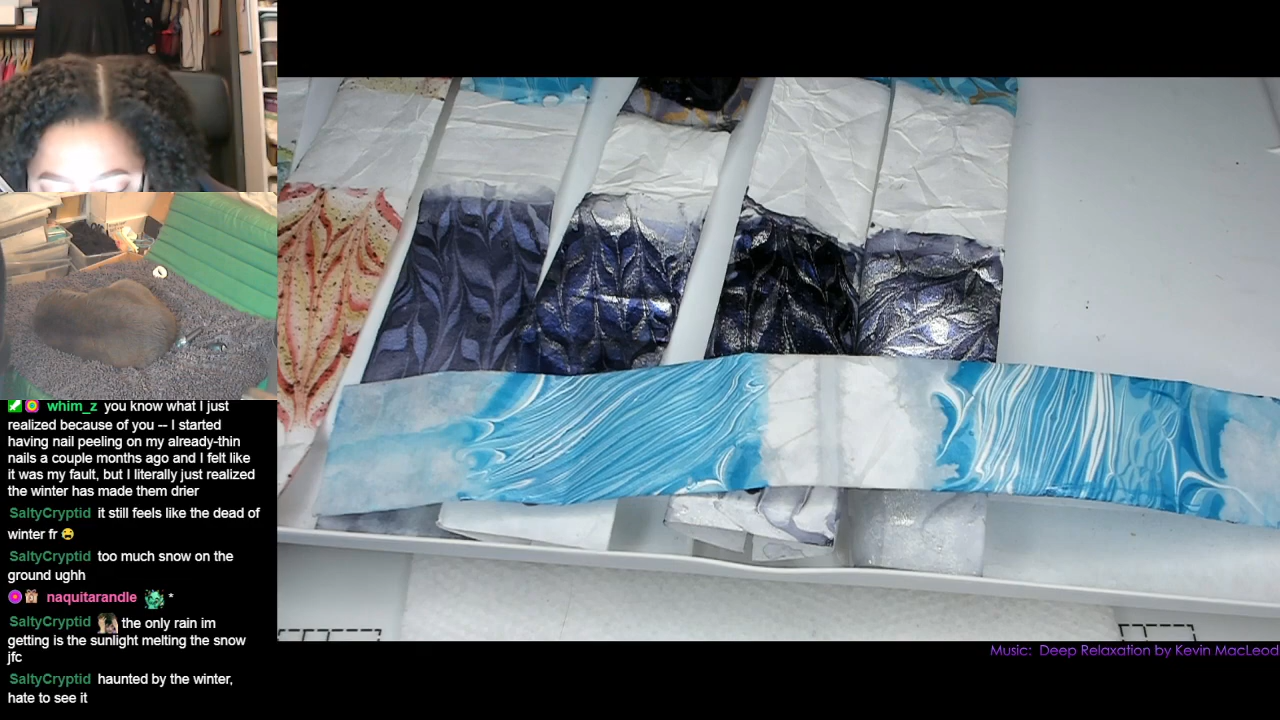 whim_z you know what I just
realized because of you -- I started
having nail peeling on my already-thin
nails a couple months ago and I felt like
it was my fault, but I literally just realized
the winter has made them drier
SaltyCryptid it still feels like the dead of
winter fr
SaltyCryptid too much snow on the
ground ughh
naquitarandle *
SaltyCryptid the only rain im
getting is the sunlight melting the snow
jfc
SaltyCryptid haunted by the winter,
hate to see it
Music: Deep Relaxation by Kevin MacLeod